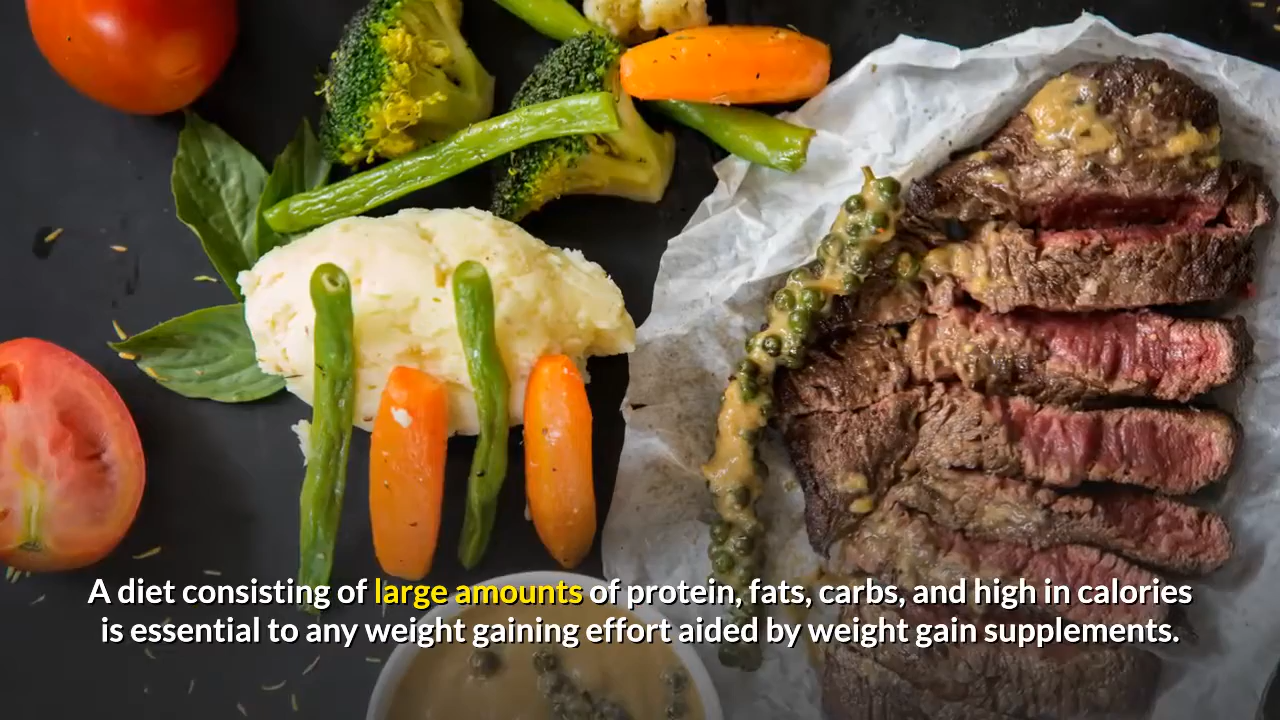 A diet consisting of large amounts of protein, fats, carbs, and high in calories
is essential to any weight gaining effort aided by weight gain supplements.